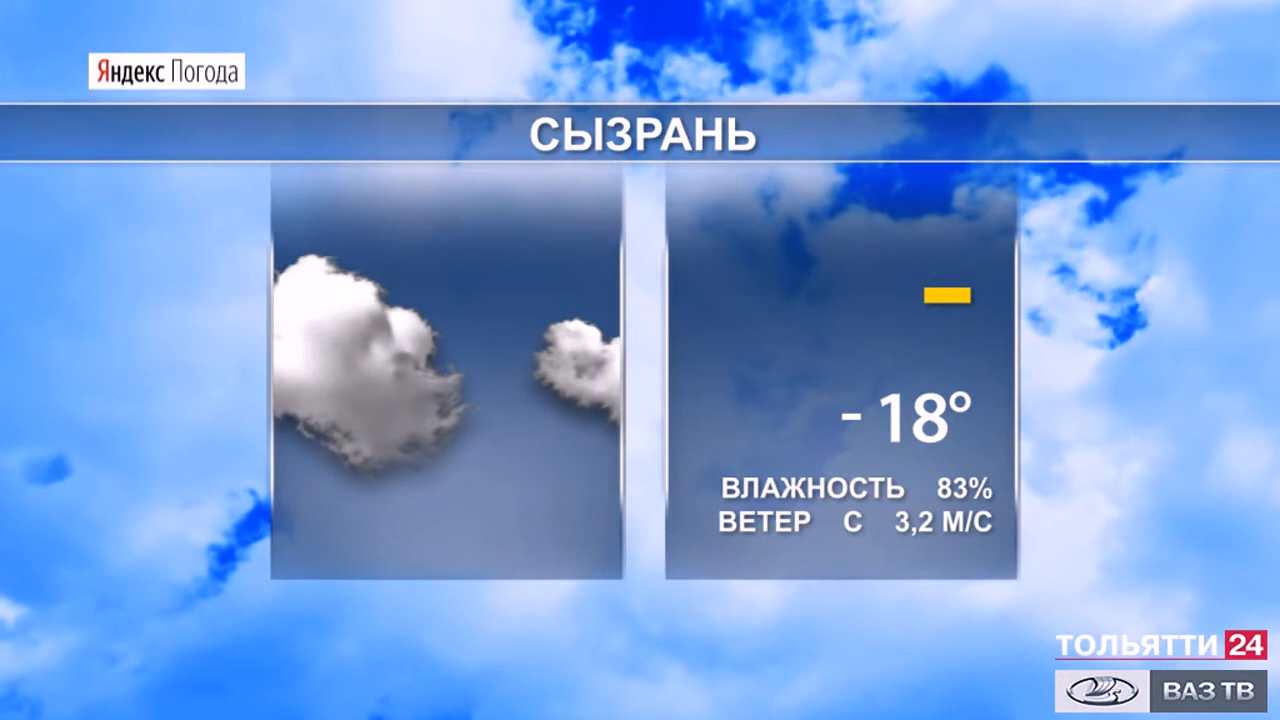 Яндекс Погода
СЫЗРАНЬ
- 18°
ВЛАЖНОСТЬ 83%
ВЕТЕР С 3,2 М/С
ТОЛЬЯТТИ 24
ВАЗ ТВ